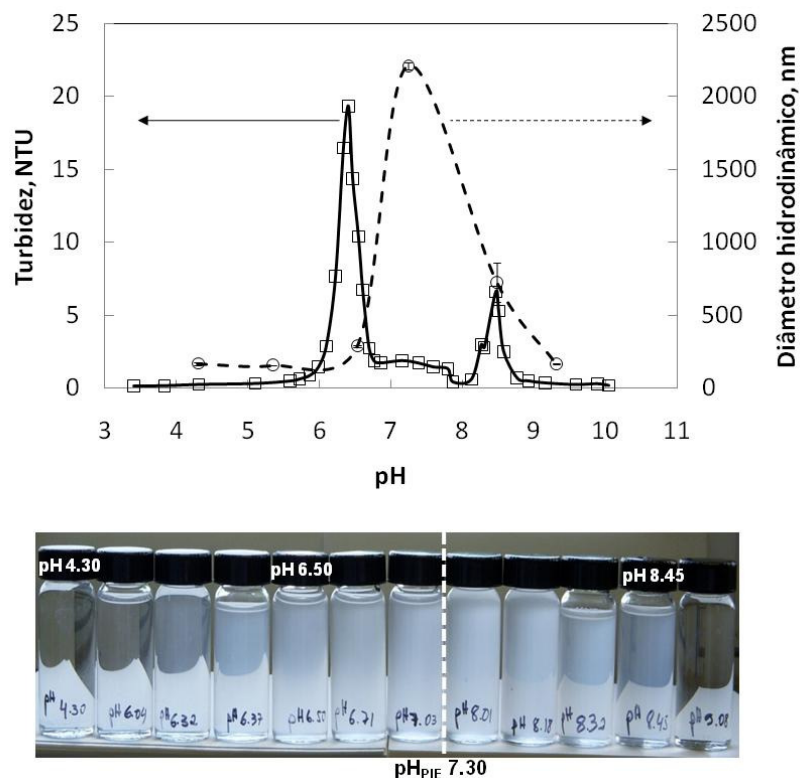 25
20
15
10
5
0
Turbidez, NTU
2500
2000
1500
1000
500
0
Diâmetro hidrodinâmico, nm
3 4 5 6 7 8 9 10 11
pH
pH 4.30 pH 6.50 pH 8.45
pH 4.30 pH 6.04 pH 6.32 pH 6.37 pH 6.50 pH 6.71 pH 7.03 pH 8.01 pH 8.18 pH 8.32 pH 8.45 pH 9.08
pH PIE 7.30